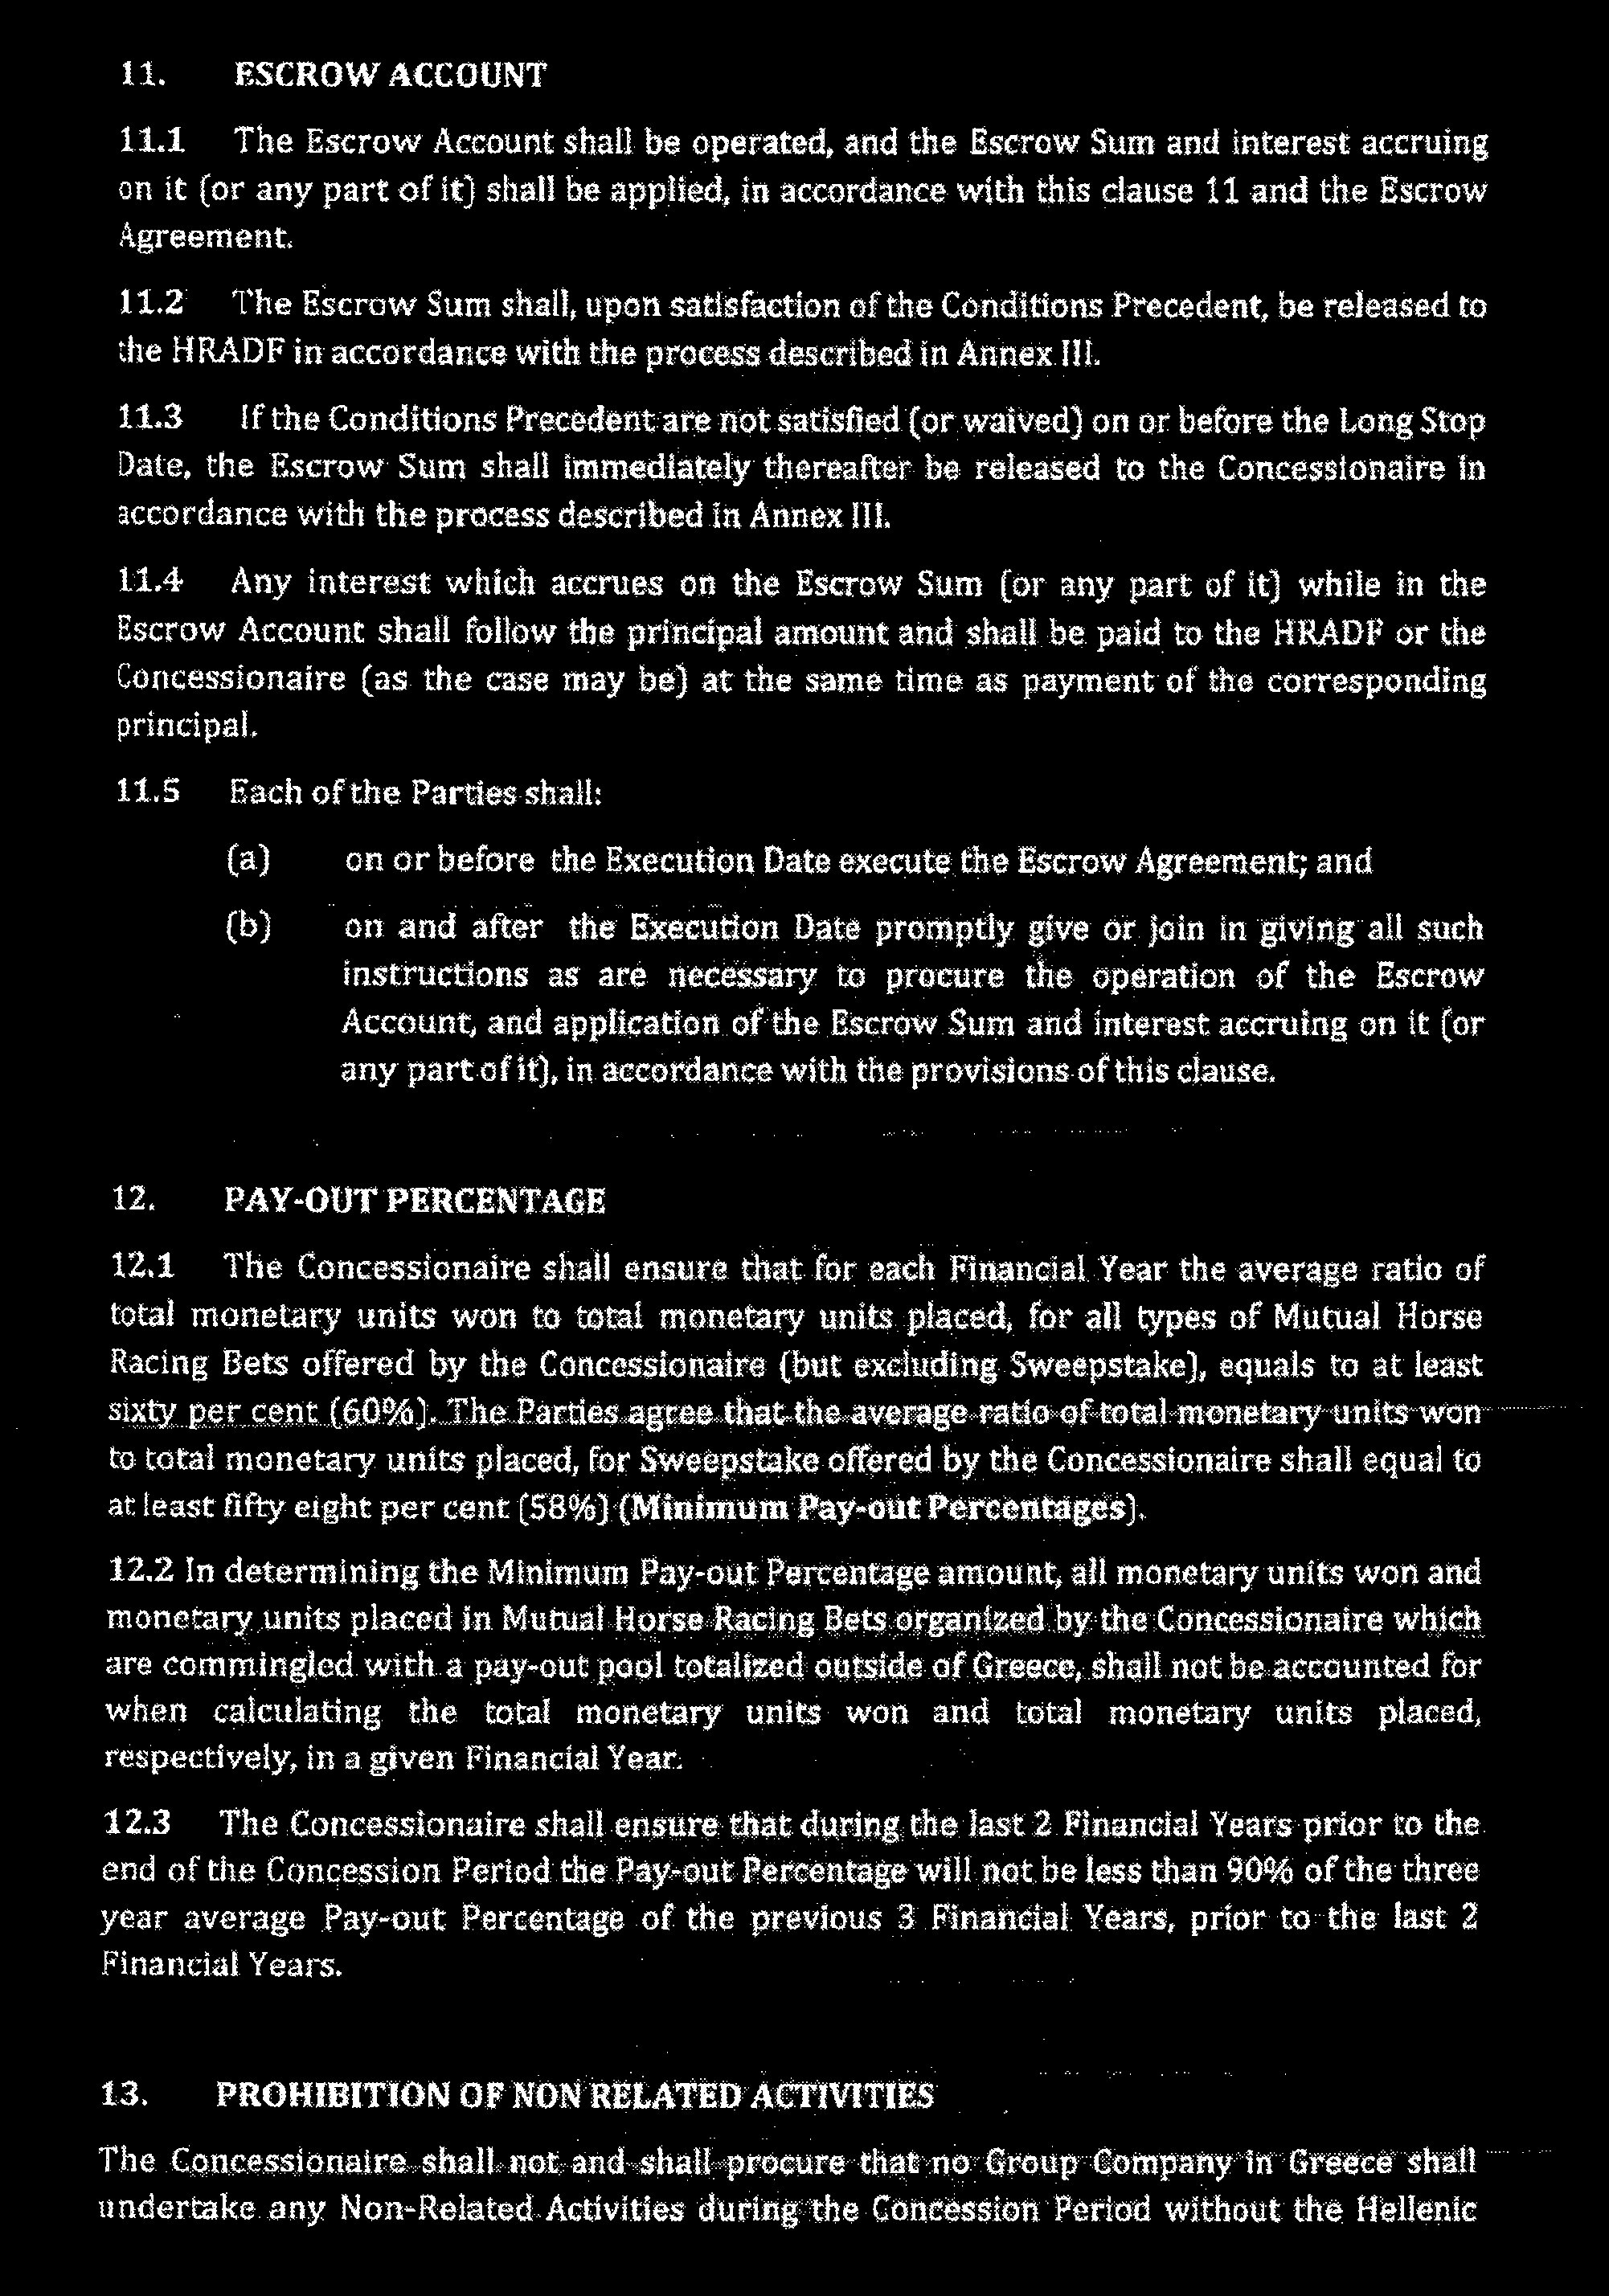 11. ESCROW ACCOUNT
11.1 The Escrow Account shall be operated, and the Escrow Sum and interest accruing
on it (or any part of it) shall be applied, in accordance with this clause 11 and the Escrow
Agreement.
11.2 The Escrow Sum shall, upon satisfaction of the Conditions Precedent, be released to
the HRADF in accordance with the process described in Annex III.
11.3 If the Conditions Precedent are not satisfied (or waived) on or before the Long Stop
Date, the Escrow Sum shall immediately thereafter be released to the Concessionaire in
accordance with the process described in Annex III.
11.4 Any interest which accrues on the Escrow Sum (or any part of it) while in the
Escrow Account shall follow the principal amount and shall be paid to the HRADF or the
Concessionaire (as the case may be) at the same time as payment of the corresponding
principal.
11.5 Each of the Parties shall:
(a) on or before the Execution Date execute the Escrow Agreement; and
(b) on and after the Execution Date promptly give or join in giving all such
instructions as are necessary to procure the operation of the Escrow
Account, and application of the Escrow Sum and interest accruing on it (or
any part of it), in accordance with the provisions of this clause.
12. PAY-OUT PERCENTAGE
12.1 The Concessionaire shall ensure that for each Financial Year the average ratio of
total monetary units won to total monetary units placed, for all types of Mutual Horse
Racing Bets offered by the Concessionaire (but excluding Sweepstake), equals to at least
sixty per cent (60%). The Parties agree that the average ratio of total monetary units won
to total monetary units placed, for Sweepstake offered by the Concessionaire shall equal to
at least fifty eight per cent (58%) (Minimum Pay-out Percentages).
12.2 In determining the Minimum Pay-out Percentage amount, all monetary units won and
monetary units placed in Mutual Horse Racing Bets organized by the Concessionaire which
are commingled with a pay-out pool totalized outside of Greece, shall not be accounted for
when calculating the total monetary units won and total monetary units placed,
respectively, in a given Financial Year.
12.3 The Concessionaire shall ensure that during the last 2 Financial Years prior to the
end of the Concession Period the Pay-out Percentage will not be less than 90% of the three
year average Pay-out Percentage of the previous 3 Financial Years, prior to the last 2
Financial Years.
13. PROHIBITION OF NON RELATED ACTIVITIES
The Concessionaire shall not and shall procure that no Group Company in Greece shall
undertake any Non-Related Activities during the Concession Period without the Hellenic